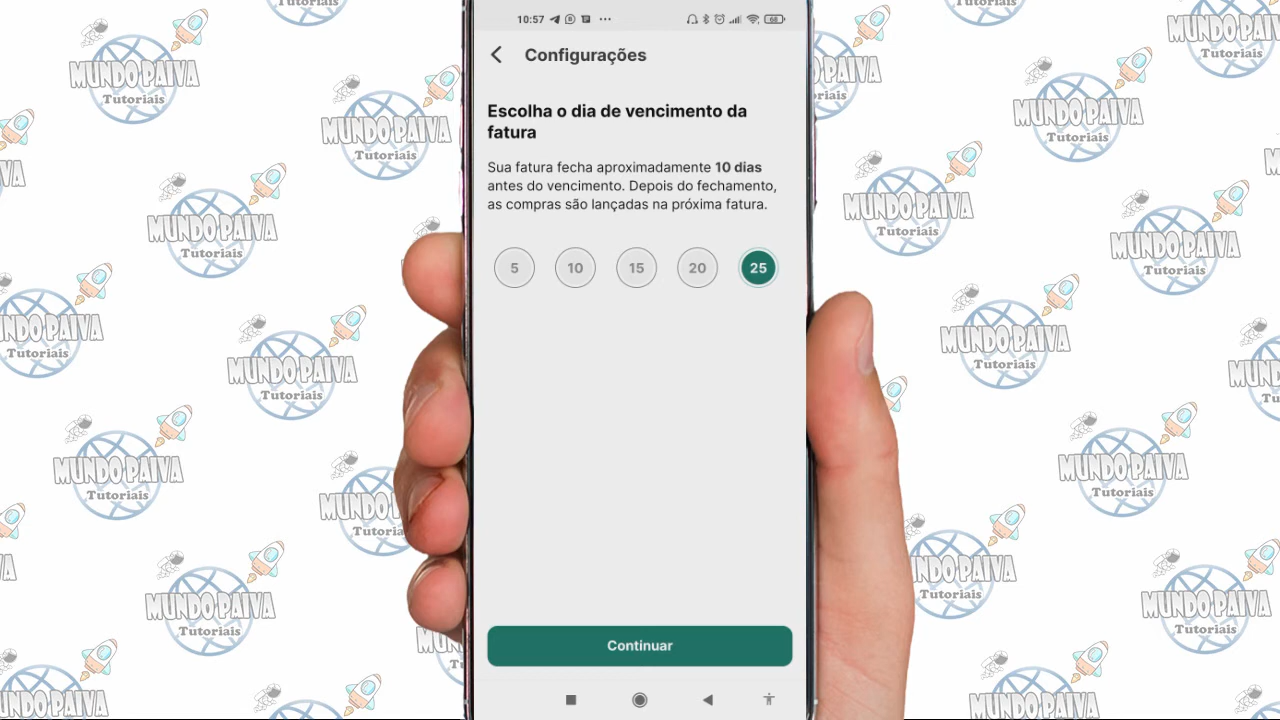 10:57
68
Configurações
Escolha o dia de vencimento da
fatura
Sua fatura fecha aproximadamente 10 dias
antes do vencimento. Depois do fechamento,
as compras são lançadas na próxima fatura.
5 10 15 20 25
Continuar
MUNDO PAIVA
Tutoriais